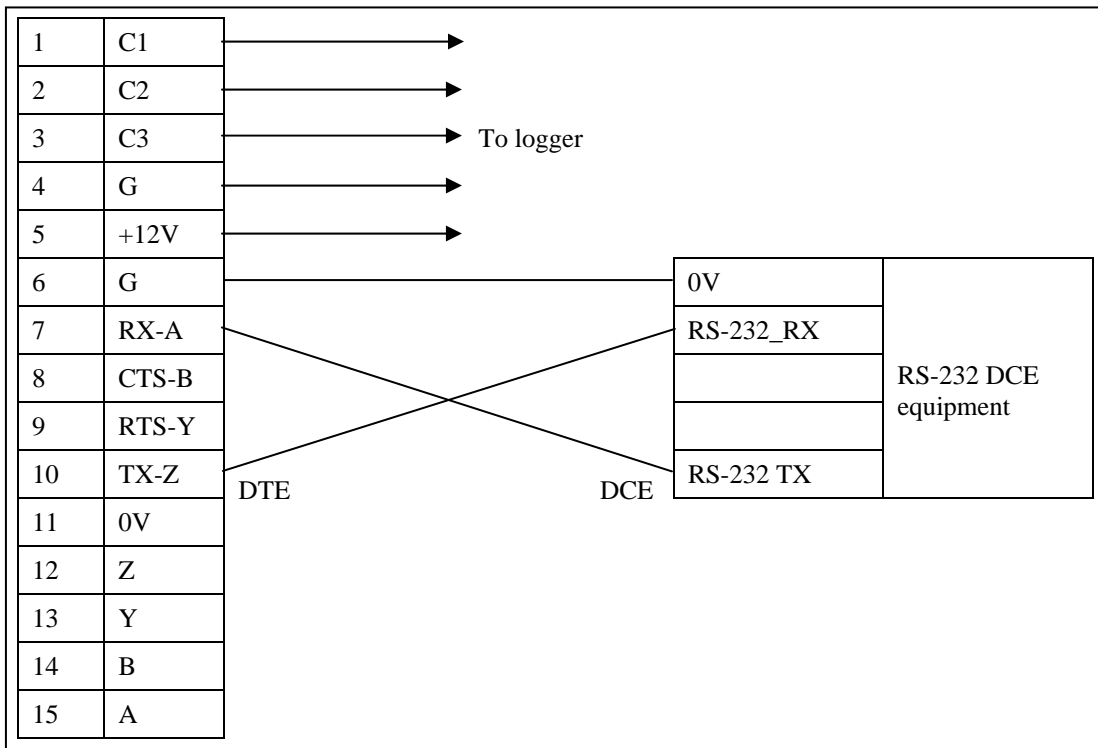 1 C1
2 C2
3 C3 To logger
4 G
5 +12V
6 G 0V
7 RX-A RS-232_RX
8 CTS-B RS-232 DCE
equipment
9 RTS-Y
10 TX-Z DTE DCE RS-232 TX
11 0V
12 Z
13 Y
14 B
15 A